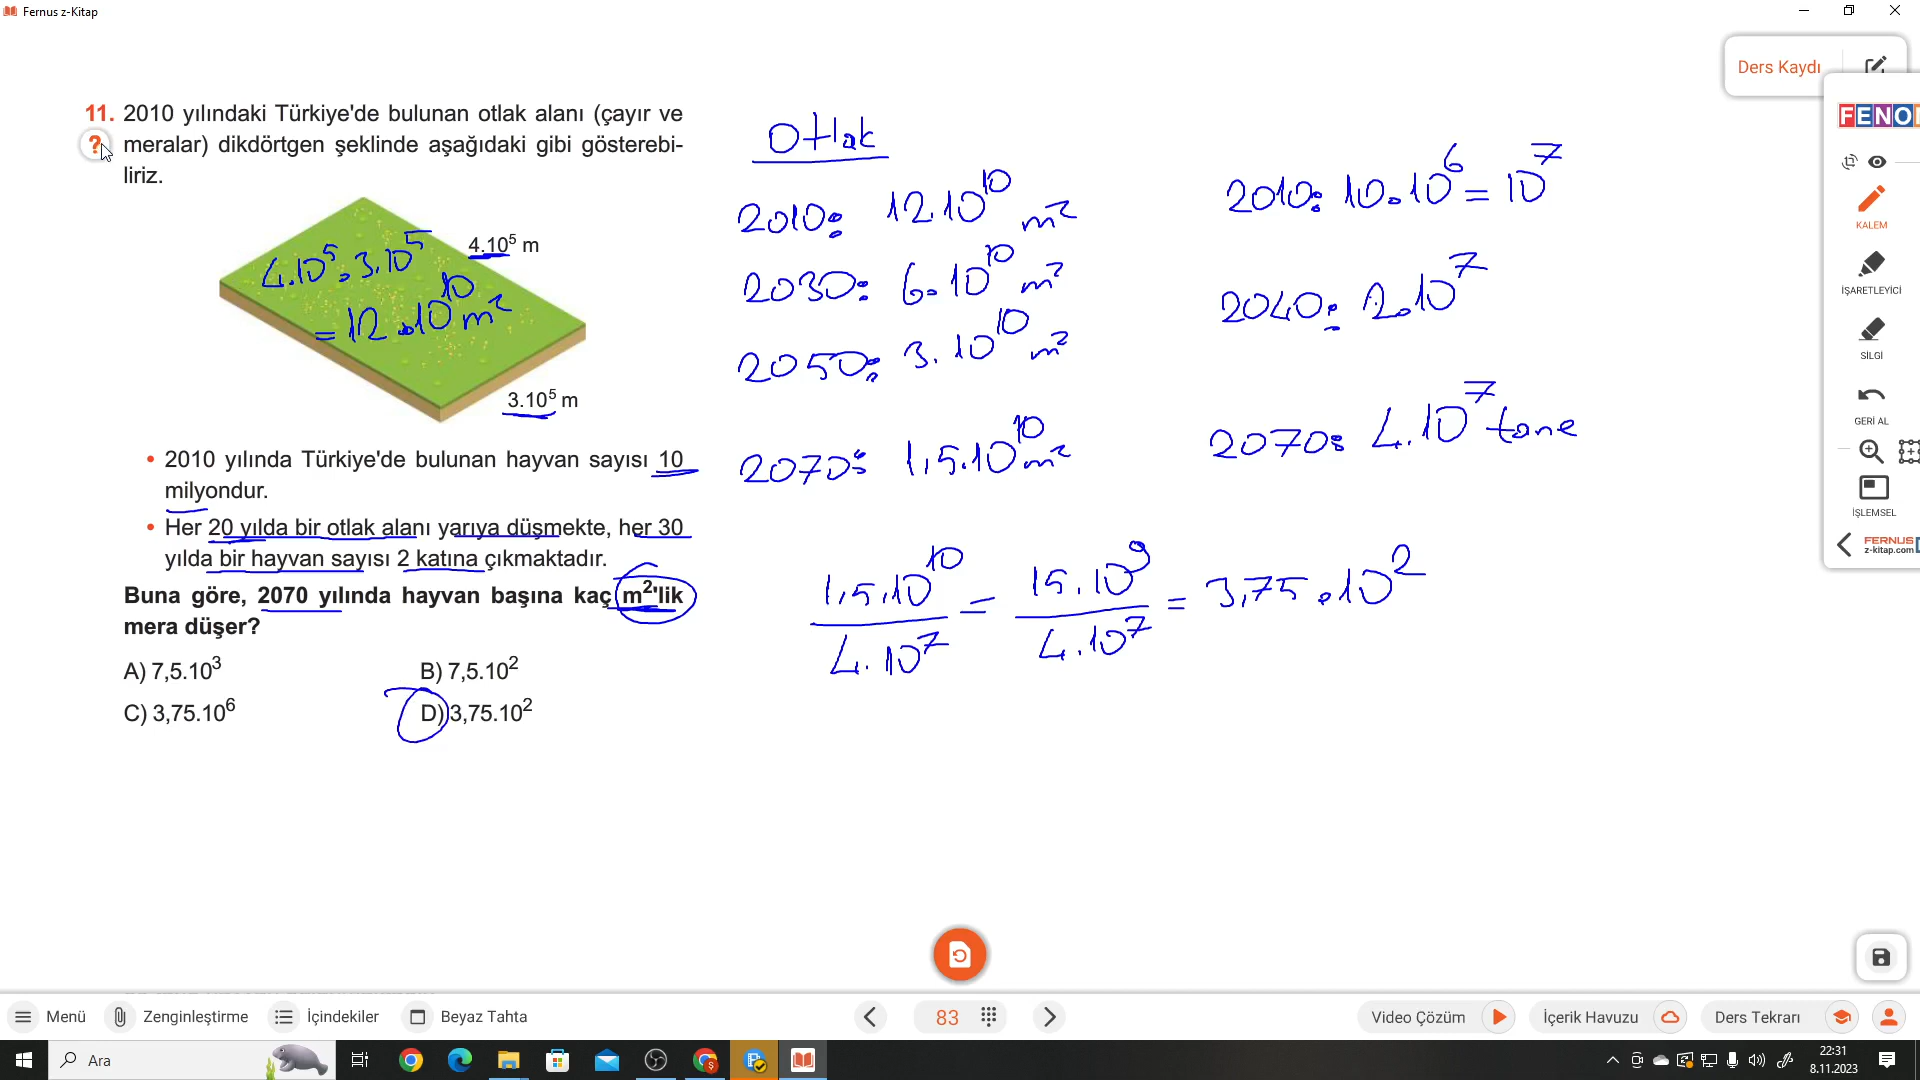 Fernus z-Kitap
Ders Kaydı
11. 2010 yılındaki Türkiye'de bulunan otlak alanı (çayır ve
? meralar) dikdörtgen şeklinde aşağıdaki gibi gösterebi-
liriz.
4.10⁵ m
3.10⁵ m
4.10⁵.3.10⁵
= 12.10¹⁰ m²
• 2010 yılında Türkiye'de bulunan hayvan sayısı 10
milyondur.
• Her 20 yılda bir otlak alanı yarıya düşmekte, her 30
yılda bir hayvan sayısı 2 katına çıkmaktadır.
Buna göre, 2070 yılında hayvan başına kaç m²'lik
mera düşer?
A) 7,5.10³
B) 7,5.10²
C) 3,75.10⁶
D) 3,75.10²
Otlak
2010: 12.10¹⁰ m²
2030: 6.10¹⁰ m²
2050: 3.10¹⁰ m²
2070: 1,5.10¹⁰ m²
2010: 10.10⁶ = 10⁷
2040: 2.10⁷
2070: 4.10⁷ tane
1,5.10¹⁰ / 4.10⁷ = 15.10⁹ / 4.10⁷ = 3,75.10²
KALEM
İŞARETLEYİCİ
SİLGİ
GERİ AL
İŞLEMSEL
FERNUS
z-kitap.com
Menü
Zenginleştirme
İçindekiler
Beyaz Tahta
83
Video Çözüm
İçerik Havuzu
Ders Tekrarı
Ara
22:31
8.11.2023